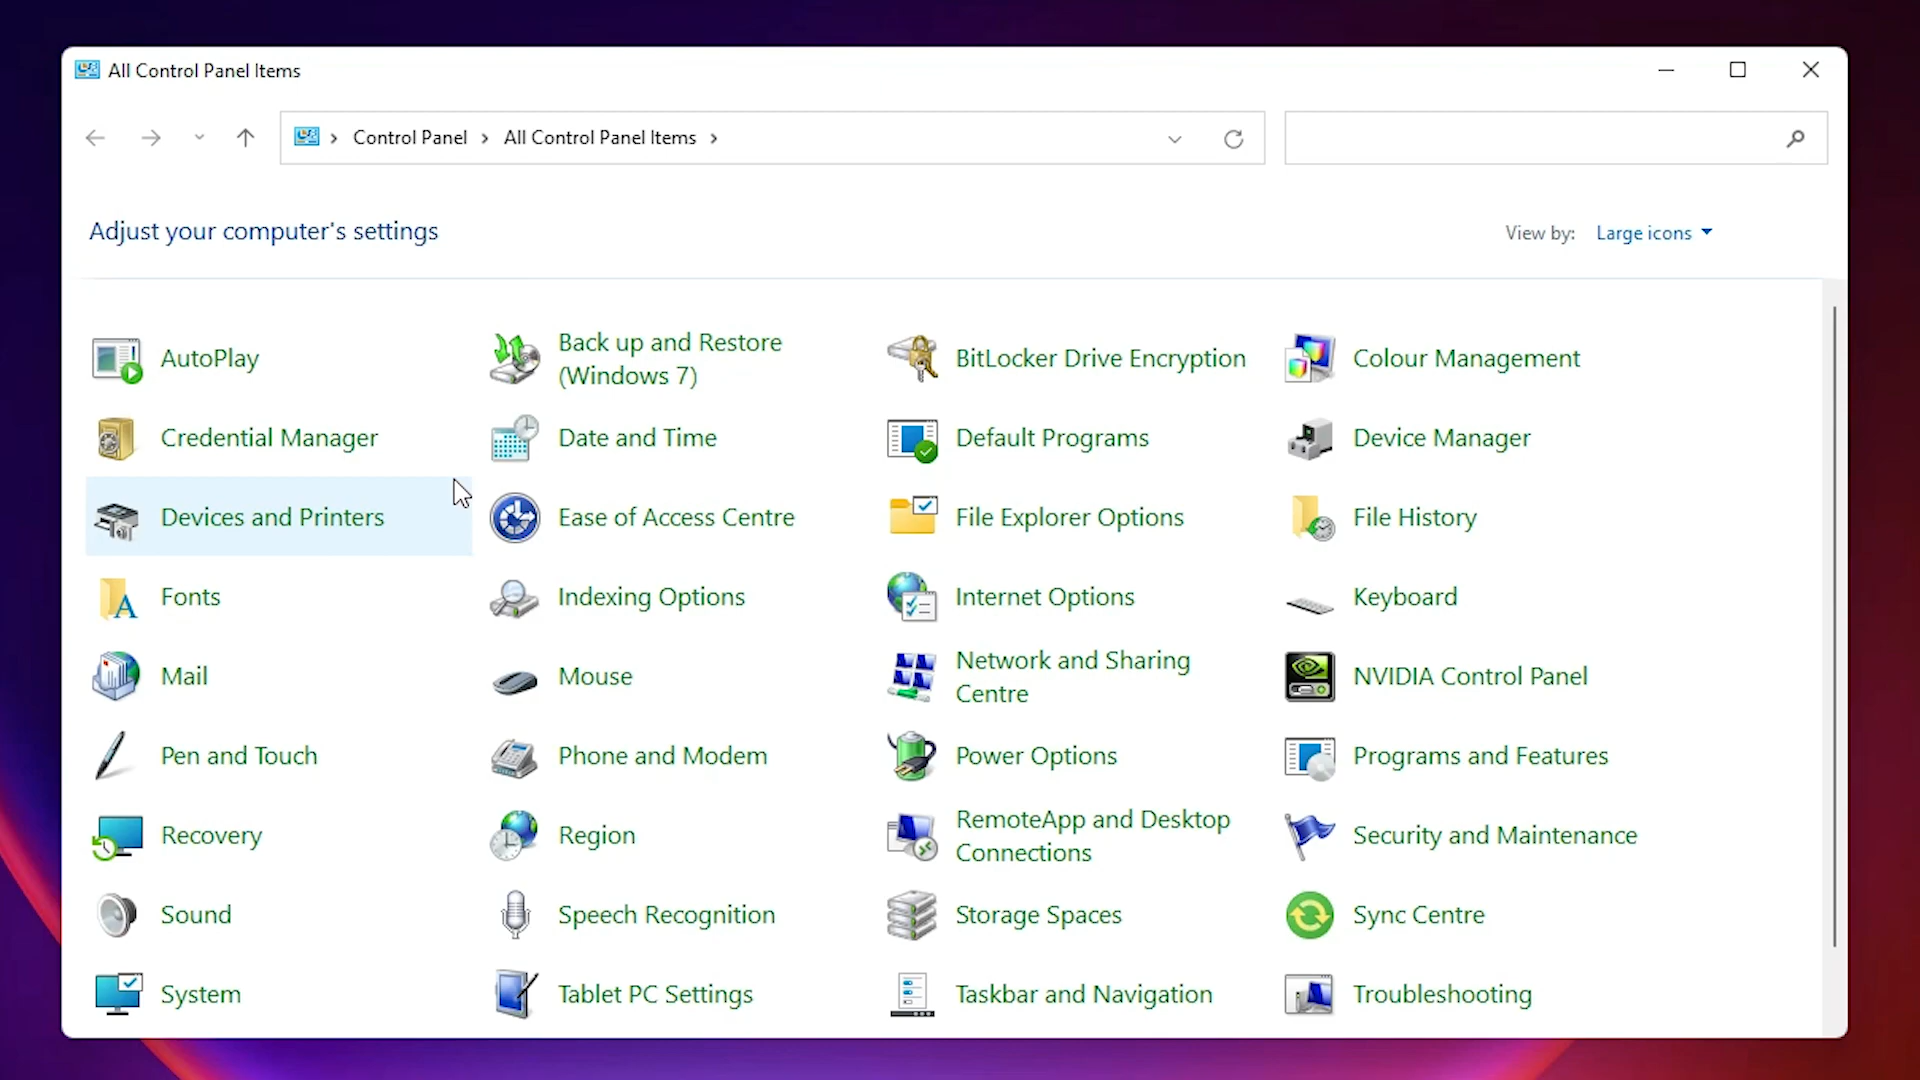 All Control Panel Items
Control Panel All Control Panel Items
Adjust your computer's settings
View by: Large icons
AutoPlay
Back up and Restore
(Windows 7)
BitLocker Drive Encryption
Colour Management
Credential Manager
Date and Time
Default Programs
Device Manager
Devices and Printers
Ease of Access Centre
File Explorer Options
File History
Fonts
Indexing Options
Internet Options
Keyboard
Mail
Mouse
Network and Sharing
Centre
NVIDIA Control Panel
Pen and Touch
Phone and Modem
Power Options
Programs and Features
Recovery
Region
RemoteApp and Desktop
Connections
Security and Maintenance
Sound
Speech Recognition
Storage Spaces
Sync Centre
System
Tablet PC Settings
Taskbar and Navigation
Troubleshooting